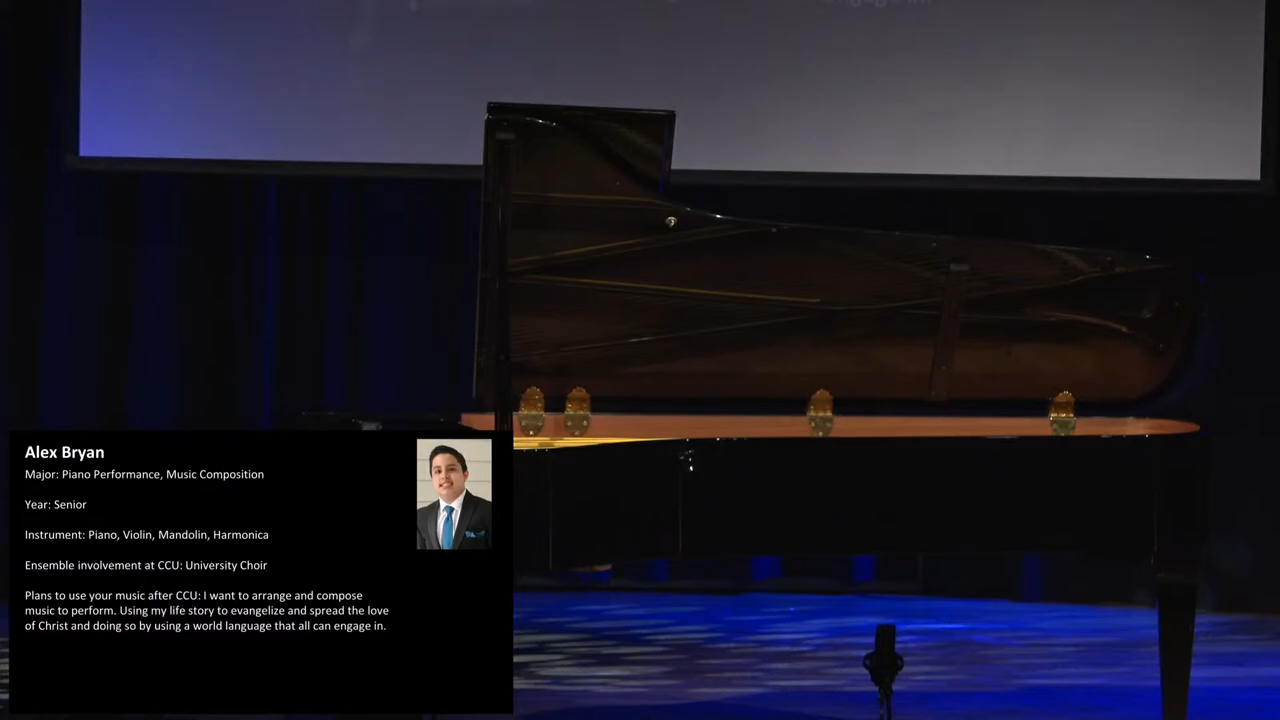 Alex Bryan
Major: Piano Performance, Music Composition
Year: Senior
Instrument: Piano, Violin, Mandolin, Harmonica
Ensemble involvement at CCU: University Choir
Plans to use your music after CCU: I want to arrange and compose
music to perform. Using my life story to evangelize and spread the love
of Christ and doing so by using a world language that all can engage in.